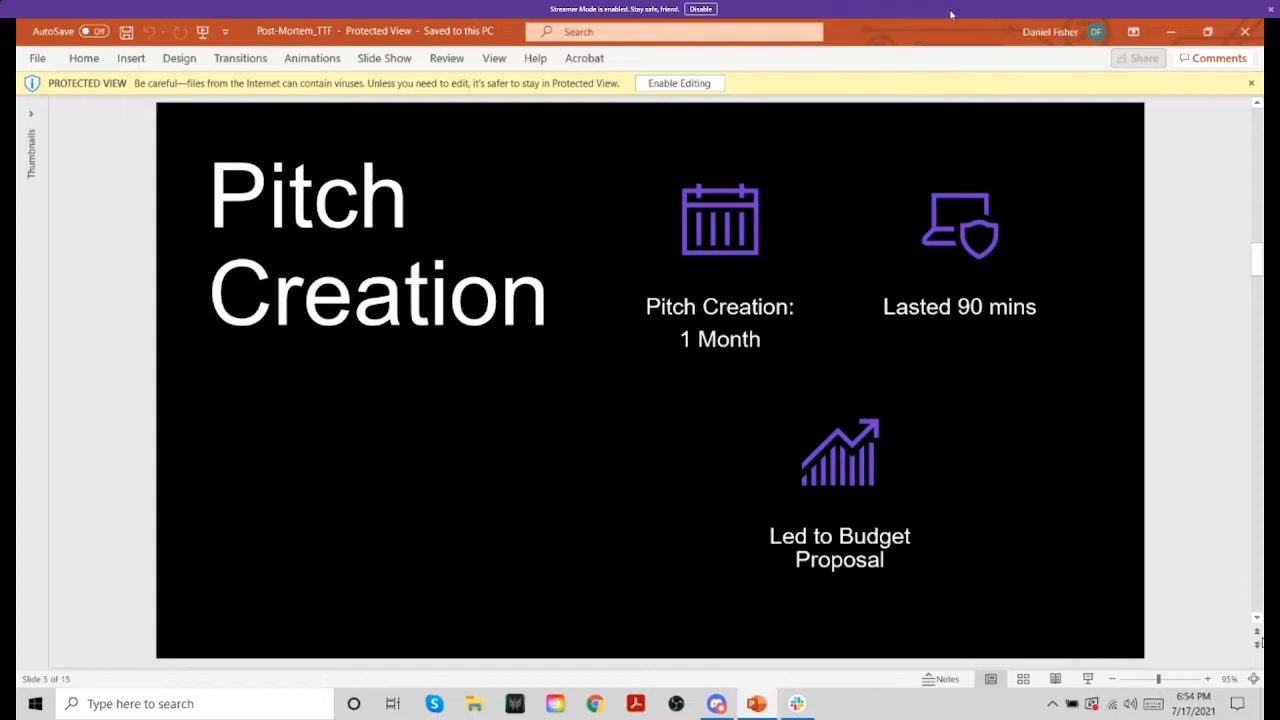 Streamer Mode is enabled. Stay safe, friend. Disable
AutoSave Off Post-Mortem_TTF - Protected View - Saved to this PC Search Daniel Fisher DF
File Home Insert Design Transitions Animations Slide Show Review View Help Acrobat Share Comments
PROTECTED VIEW Be careful—files from the Internet can contain viruses. Unless you need to edit, it's safer to stay in Protected View. Enable Editing
Thumbnails
Pitch
Creation
Pitch Creation:
1 Month
Lasted 90 mins
Led to Budget
Proposal
Slide 5 of 15 Notes 95%
Type here to search 6:54 PM
7/17/2021